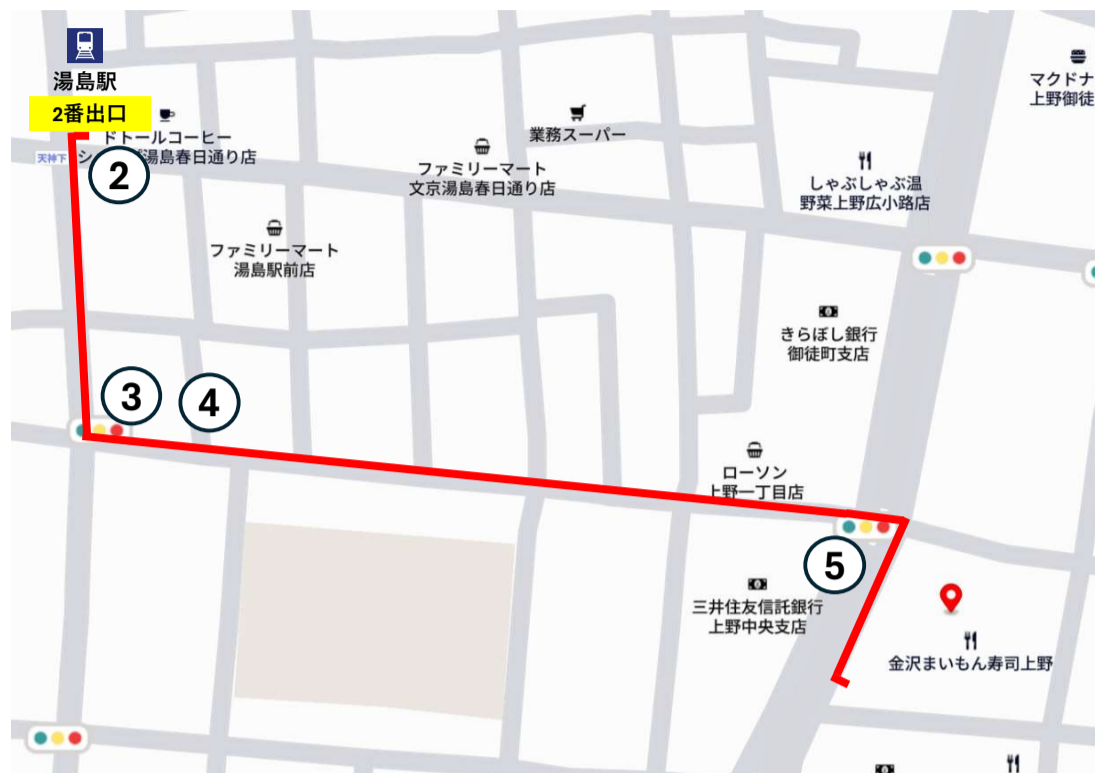 湯島駅
2番出口
天神下
ドトールコーヒー
湯島春日通り店
②
ファミリーマート
文京湯島春日通り店
業務スーパー
マクドナ
上野御徒
しゃぶしゃぶ温
野菜上野広小路店
ファミリーマート
湯島駅前店
きらぼし銀行
御徒町支店
③
④
ローソン
上野一丁目店
⑤
三井住友信託銀行
上野中央支店
金沢まいもん寿司上野